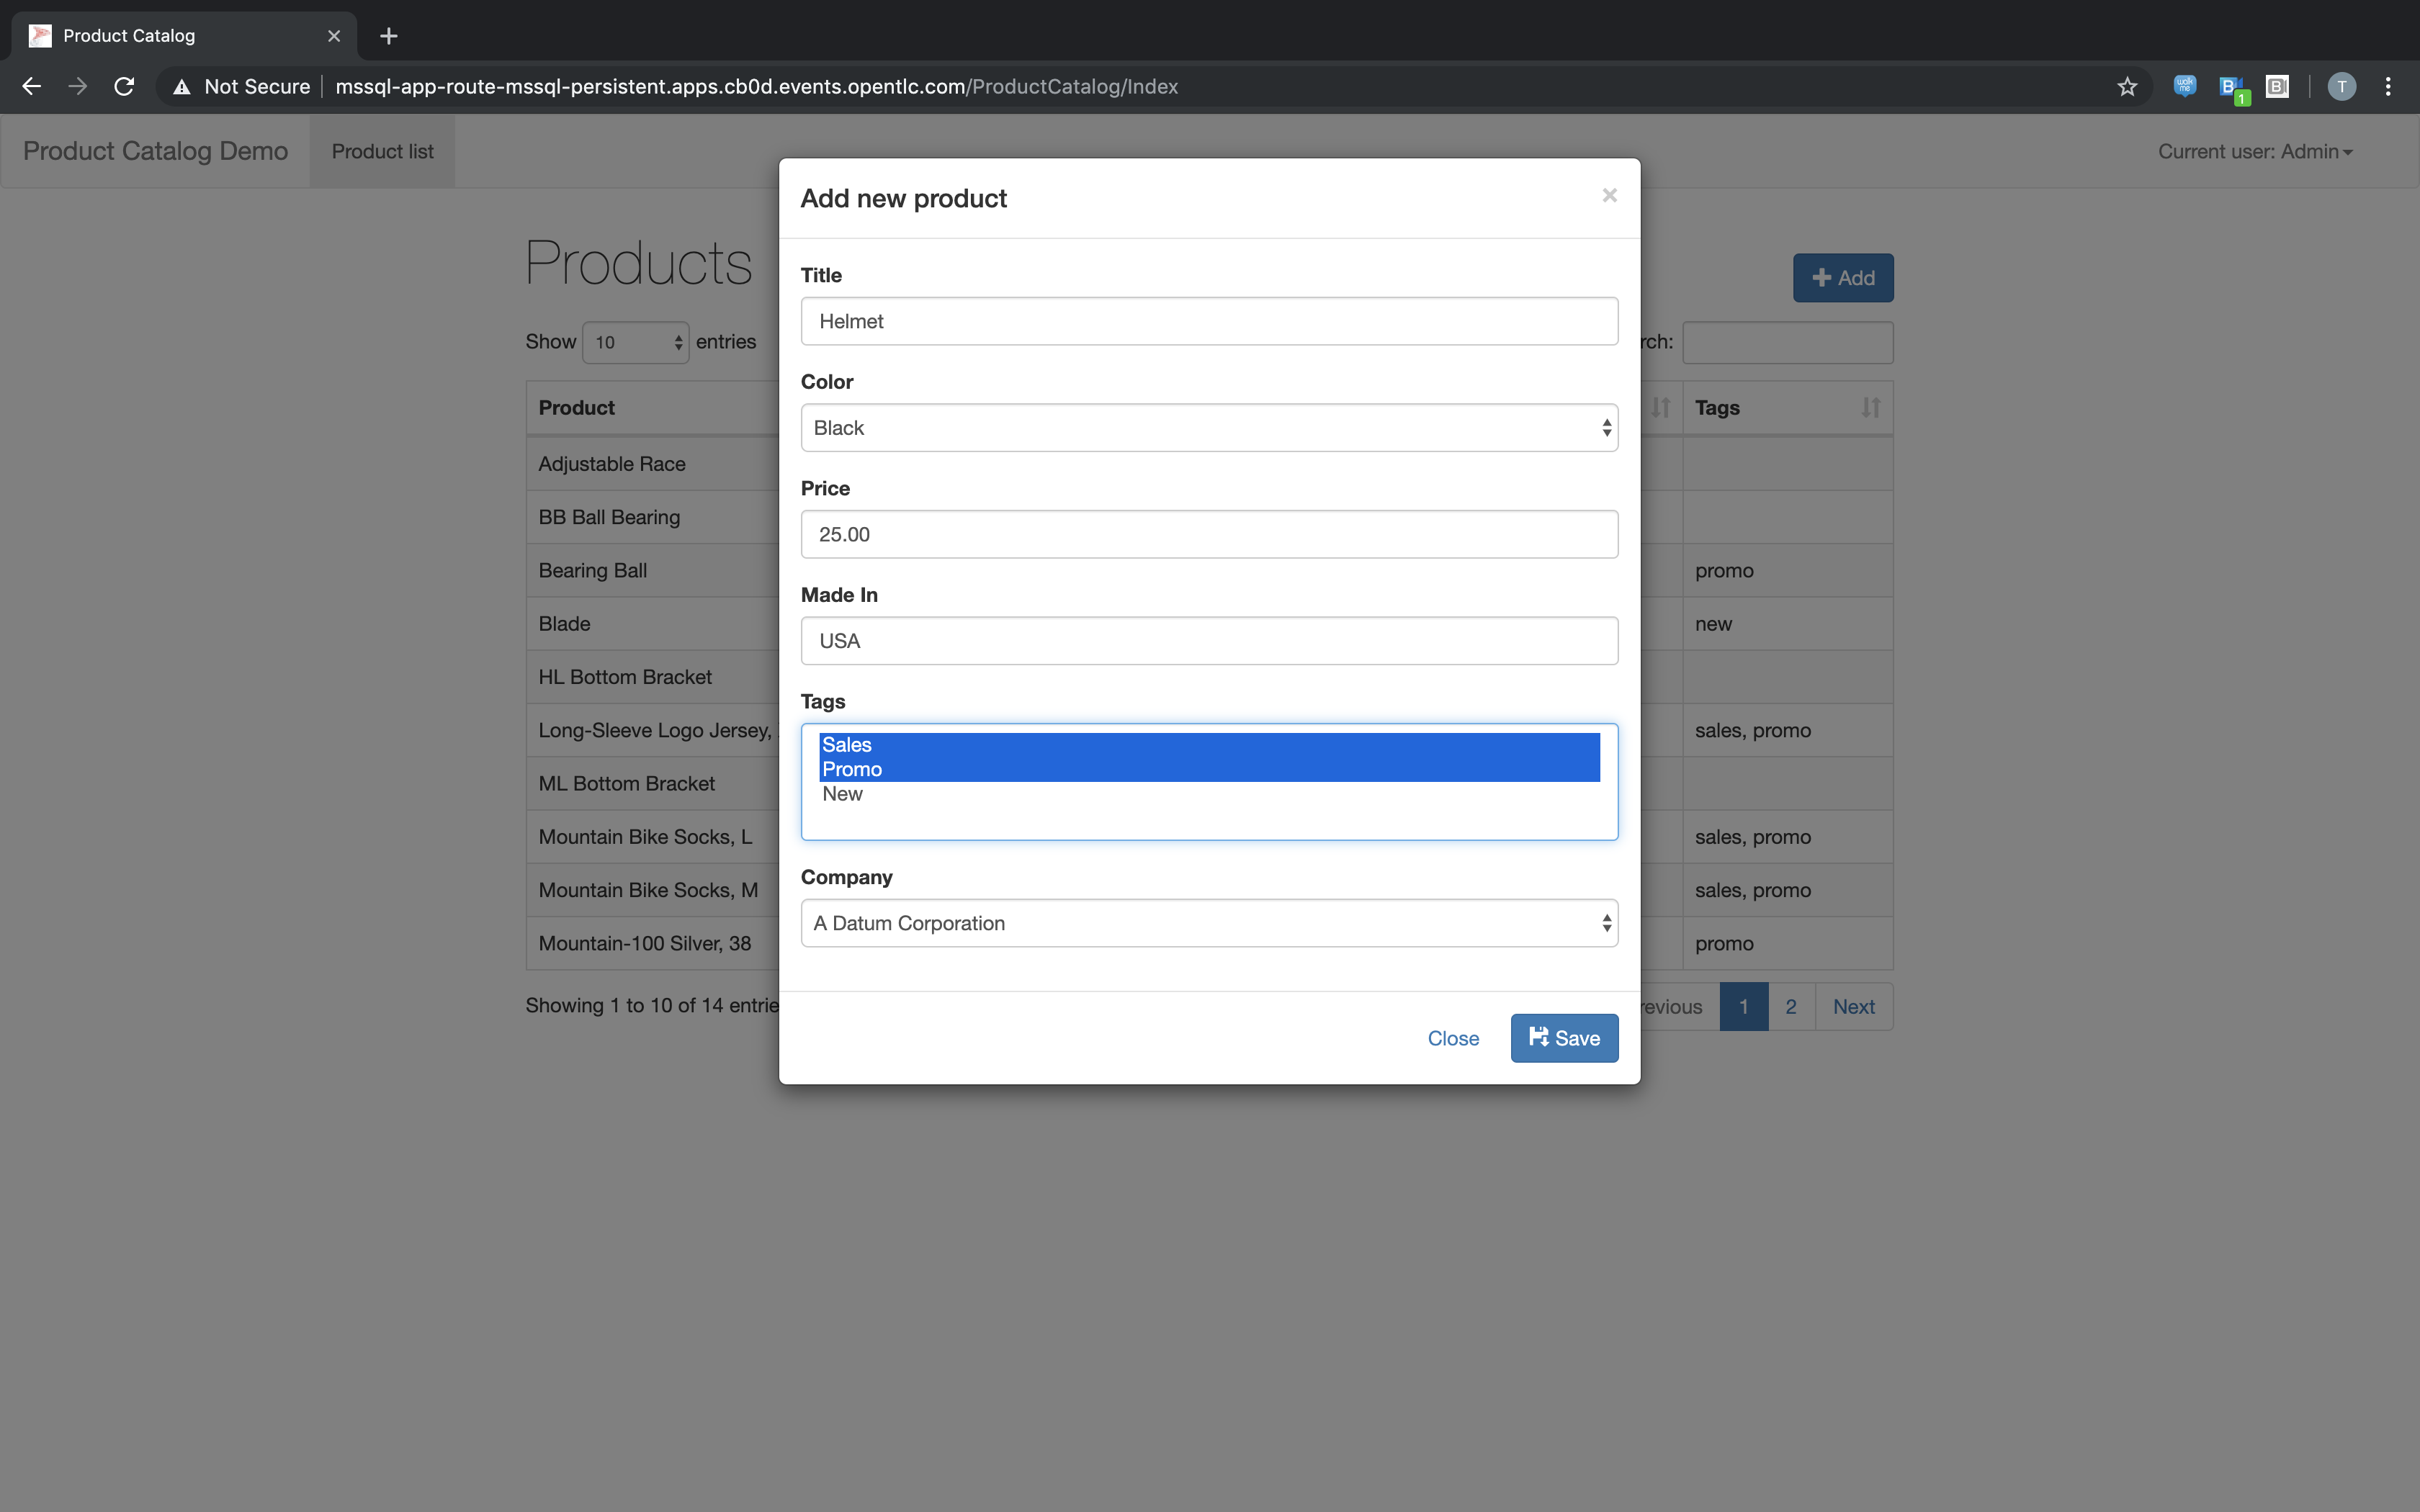 Product Catalog
Not Secure mssql-app-route-mssql-persistent.apps.cb0d.events.opentlc.com/ProductCatalog/Index
walk me
B 1
B
T
Product Catalog Demo Product list Current user: Admin
Products
Add
Show 10 entries rch:
Product Tags
Adjustable Race
BB Ball Bearing
Bearing Ball promo
Blade new
HL Bottom Bracket
Long-Sleeve Logo Jersey, sales, promo
ML Bottom Bracket
Mountain Bike Socks, L sales, promo
Mountain Bike Socks, M sales, promo
Mountain-100 Silver, 38 promo
Showing 1 to 10 of 14 entrie revious 1 2 Next
Add new product ×
Title
Helmet
Color
Black
Price
25.00
Made In
USA
Tags
Sales
Promo
New
Company
A Datum Corporation
Close Save